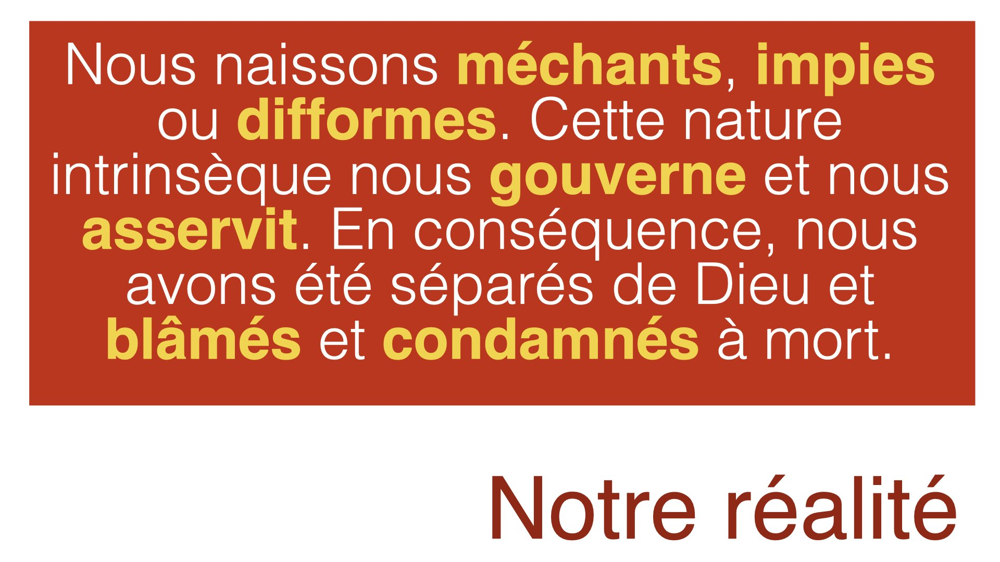 Nous naissons méchants, impies
ou difformes. Cette nature
intrinsèque nous gouverne et nous
asservit. En conséquence, nous
avons été séparés de Dieu et
blâmés et condamnés à mort.
Notre réalité